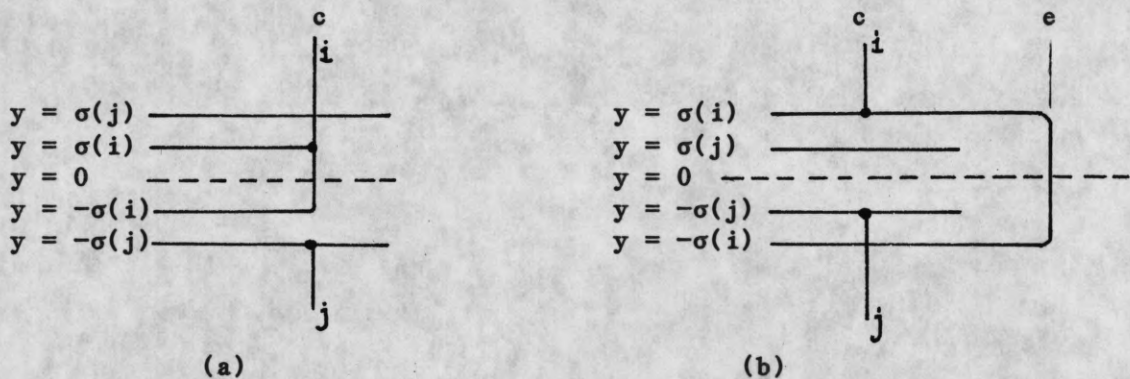 c
i
y = σ(j)
y = σ(i)
y = 0
y = -σ(i)
y = -σ(j)
j
(a)
c e
i
y = σ(i)
y = σ(j)
y = 0
y = -σ(j)
y = -σ(i)
j
(b)